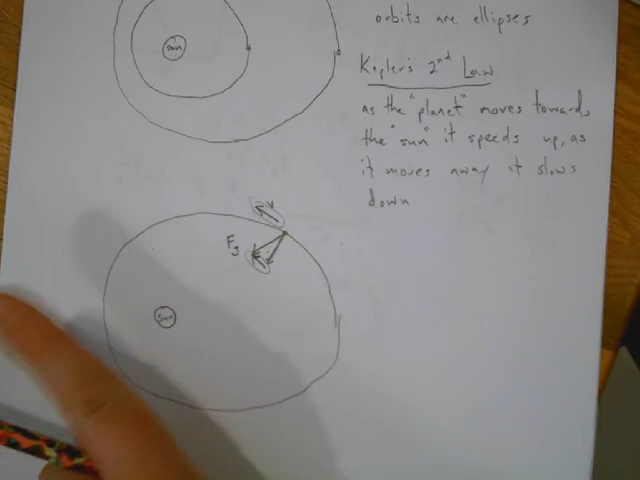 orbits are ellipses
sun
Kepler's 2nd Law
as the "planet" moves towards
the "sun" it speeds up, as
it moves away it slows
down
v
Fg
Sun